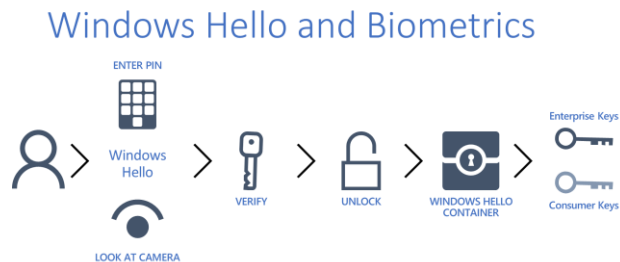 Windows Hello and Biometrics
ENTER PIN
Windows
Hello
LOOK AT CAMERA
VERIFY
UNLOCK
WINDOWS HELLO
CONTAINER
Enterprise Keys
Consumer Keys